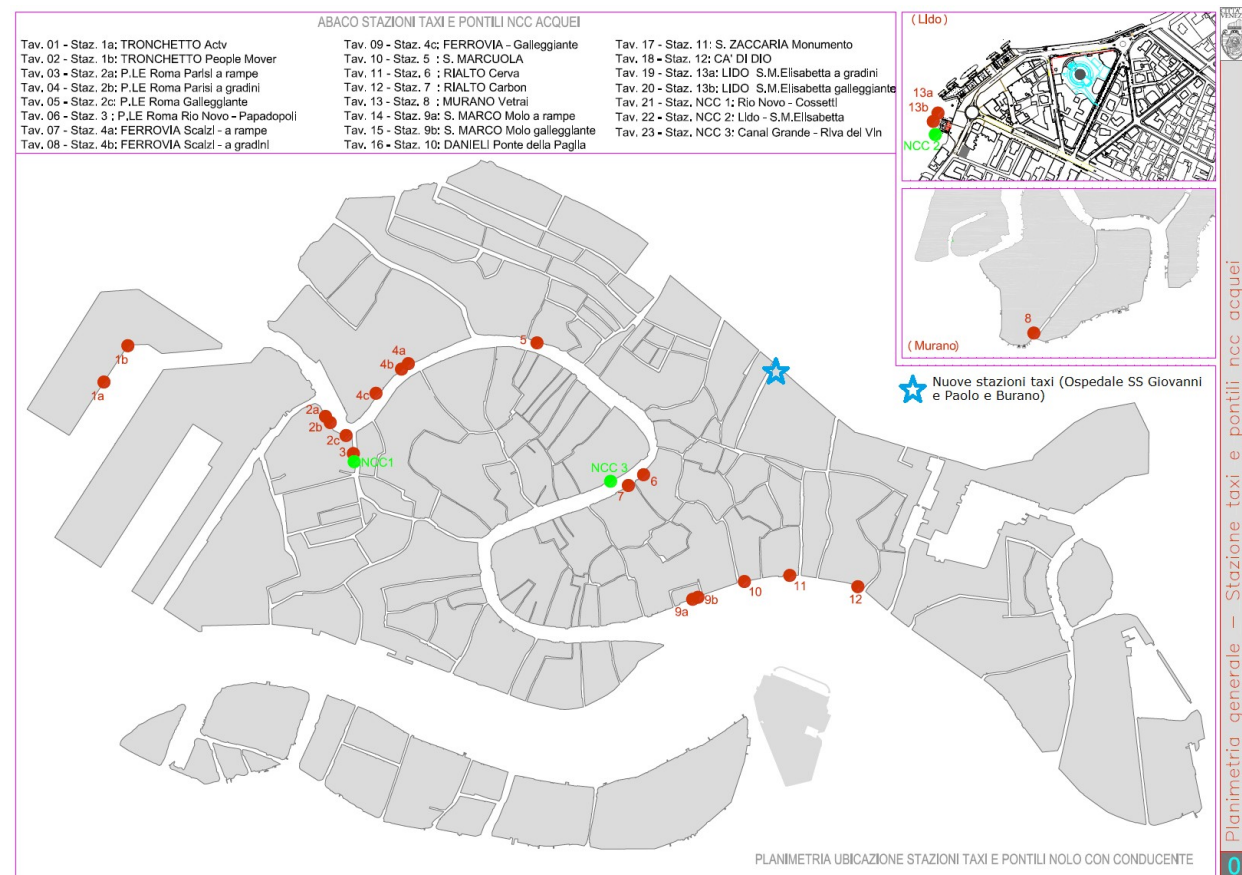 ABACO STAZIONI TAXI E PONTILI NCC ACQUEI
Tav. 01 - Staz. 1a: TRONCHETTO Actv
Tav. 02 - Staz. 1b: TRONCHETTO People Mover
Tav. 03 - Staz. 2a: P.LE Roma Parisi a rampe
Tav. 04 - Staz. 2b: P.LE Roma Parisi a gradini
Tav. 05 - Staz. 2c: P.LE Roma Galleggiante
Tav. 06 - Staz. 3 : P.LE Roma Rio Novo - Papadopoli
Tav. 07 - Staz. 4a: FERROVIA Scalzi - a rampe
Tav. 08 - Staz. 4b: FERROVIA Scalzi - a gradini
Tav. 09 - Staz. 4c: FERROVIA - Galleggiante
Tav. 10 - Staz. 5 : S. MARCUOLA
Tav. 11 - Staz. 6 : RIALTO Cerva
Tav. 12 - Staz. 7 : RIALTO Carbon
Tav. 13 - Staz. 8 : MURANO Vetrai
Tav. 14 - Staz. 9a: S. MARCO Molo a rampe
Tav. 15 - Staz. 9b: S. MARCO Molo galleggiante
Tav. 16 - Staz. 10: DANIELI Ponte della Paglia
Tav. 17 - Staz. 11: S. ZACCARIA Monumento
Tav. 18 - Staz. 12: CA' DI DIO
Tav. 19 - Staz. 13a: LIDO S.M.Elisabetta a gradini
Tav. 20 - Staz. 13b: LIDO S.M.Elisabetta galleggiante
Tav. 21 - Staz. NCC 1: Rio Novo - Cossetti
Tav. 22 - Staz. NCC 2: Lido - S.M.Elisabetta
Tav. 23 - Staz. NCC 3: Canal Grande - Riva del Vin
(Lido)
13a
13b
NCC 2
8
(Murano)
Nuove stazioni taxi (Ospedale SS Giovanni
e Paolo e Burano)
1b
1a
5
4a
4b
4c
2a
2b
2c
3
NCC1
NCC 3
6
7
9a
9b
10
11
12
PLANIMETRIA UBICAZIONE STAZIONI TAXI E PONTILI NOLO CON CONDUCENTE
Planimetria generale - Stazione taxi e pontili ncc acquei
0